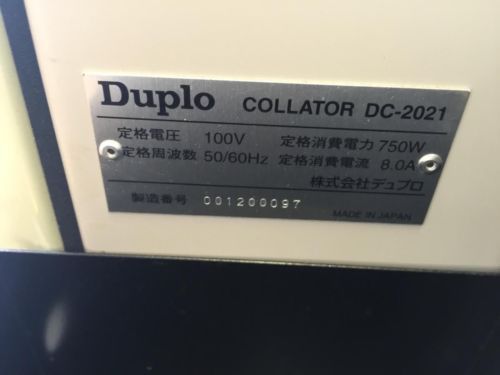 Duplo COLLATOR DC-2021
定格電圧 100V 定格消費電力 750W
定格周波数 50/60Hz 定格消費電流 8.0A
株式会社デュプロ
製造番号 001200097
MADE IN JAPAN